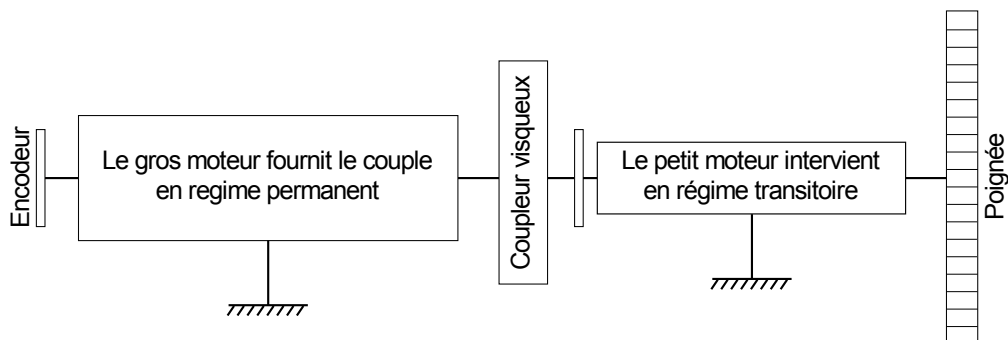 Encodeur
Le gros moteur fournit le couple
en regime permanent
Coupleur visqueux
Le petit moteur intervient
en régime transitoire
Poignée